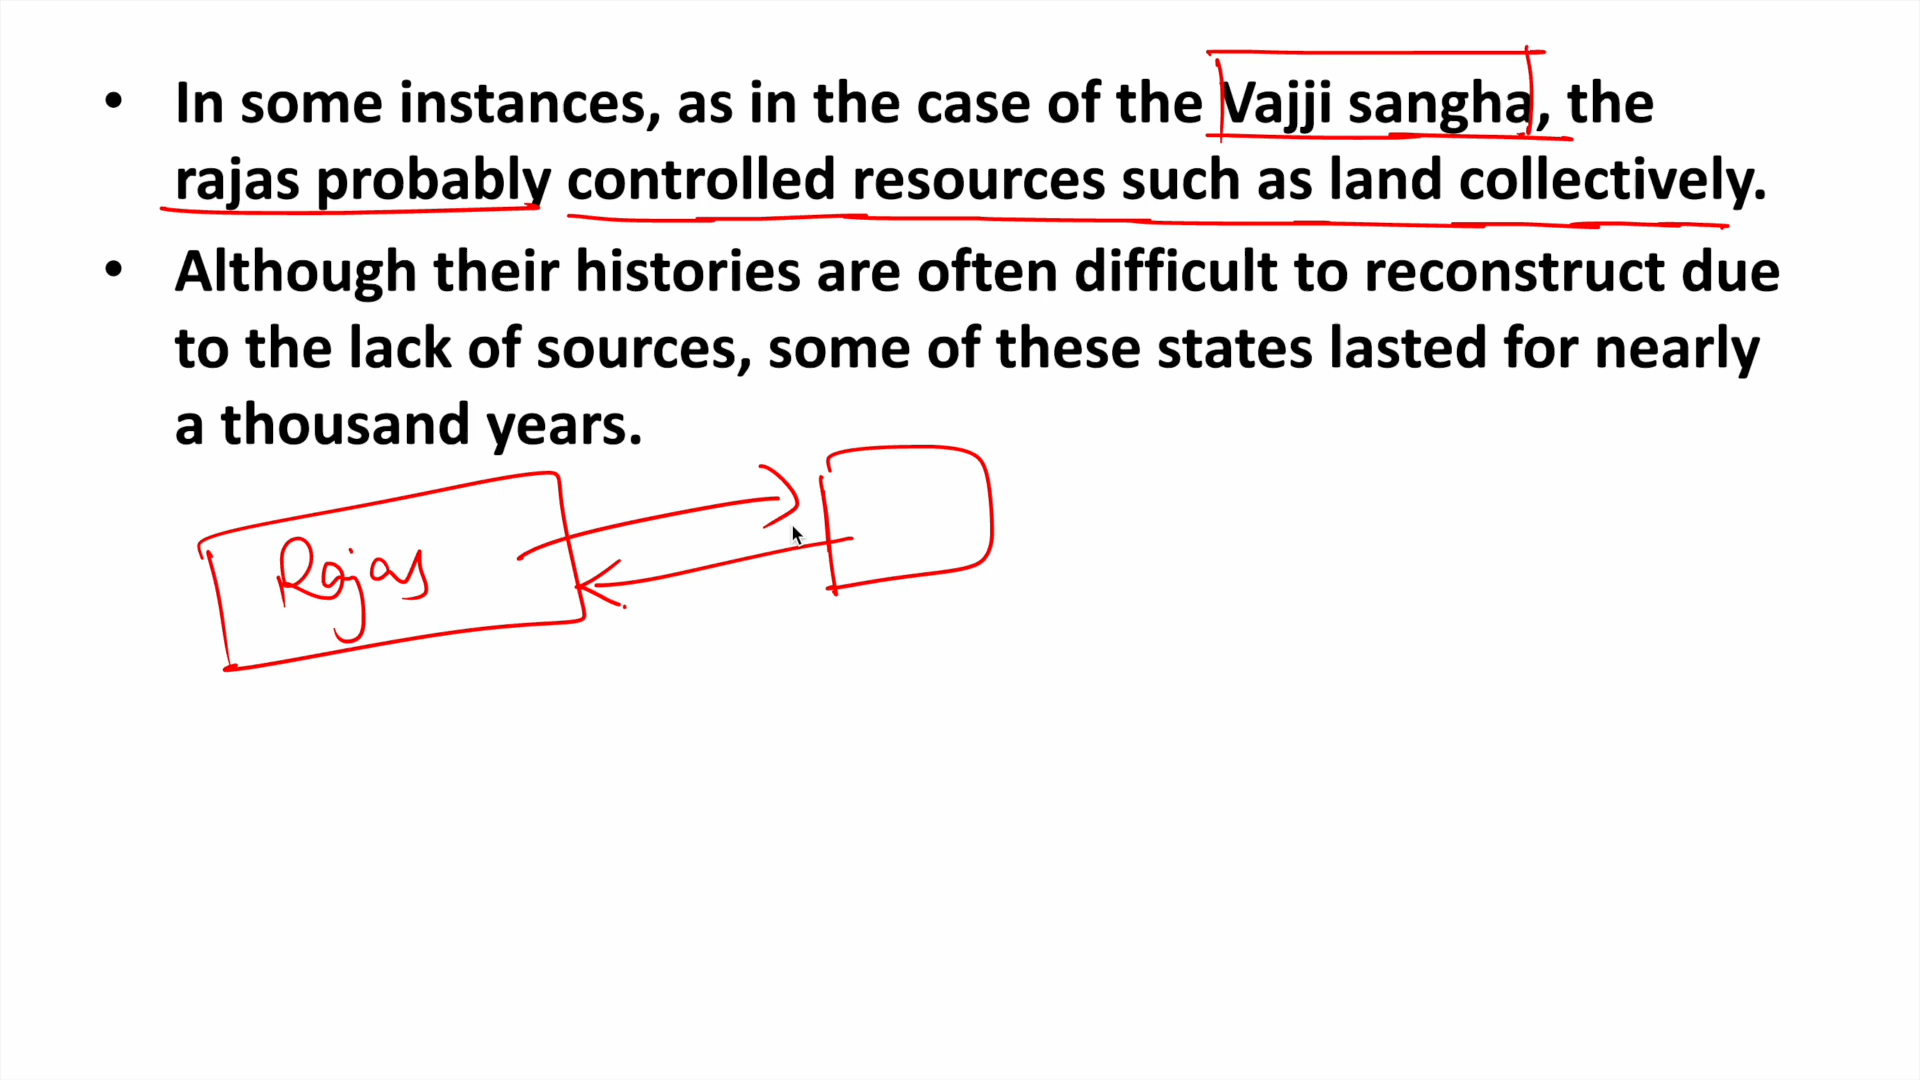 • In some instances, as in the case of the Vajji sangha, the
rajas probably controlled resources such as land collectively.
• Although their histories are often difficult to reconstruct due
to the lack of sources, some of these states lasted for nearly
a thousand years.
Rajas